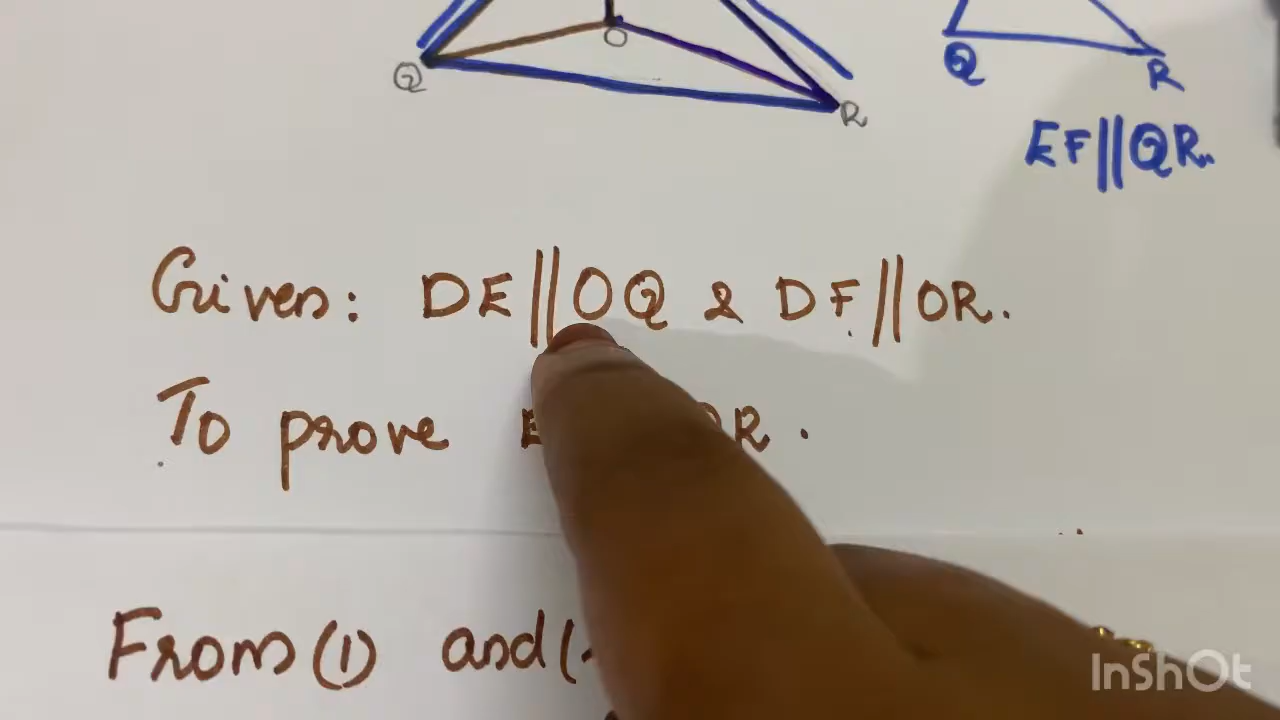 O
Q
R
Q
R
EF||QR..
Given: DE||OQ & DF||OR.
To prove R.
From (1) and (
InShOt